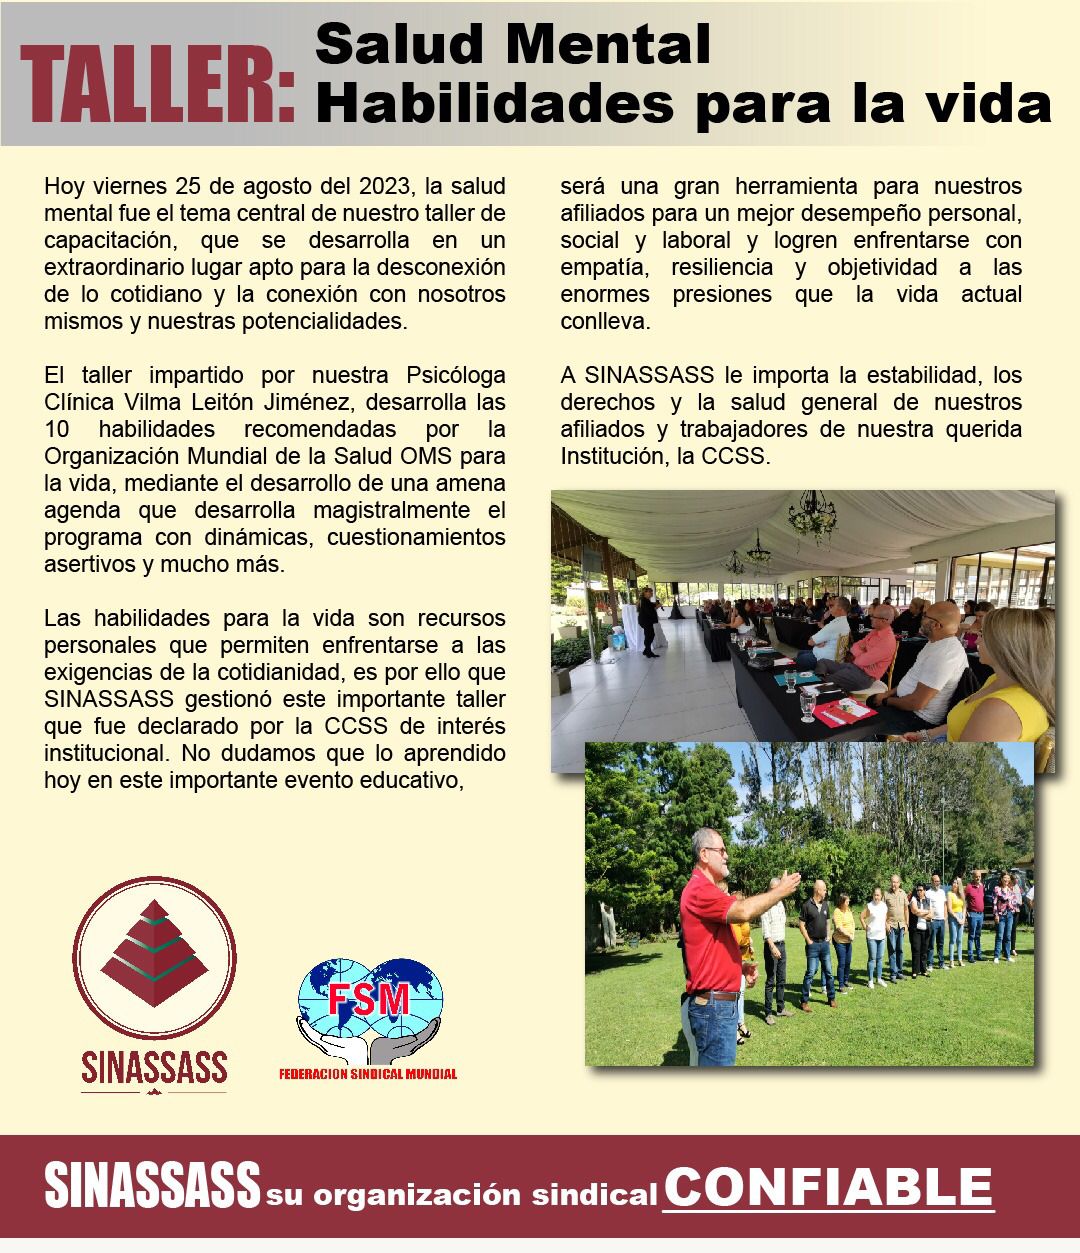 TALLER:
Salud Mental
Habilidades para la vida
Hoy viernes 25 de agosto del 2023, la salud
mental fue el tema central de nuestro taller de
capacitación, que se desarrolla en un
extraordinario lugar apto para la desconexión
de lo cotidiano y la conexión con nosotros
mismos y nuestras potencialidades.
El taller impartido por nuestra Psicóloga
Clínica Vilma Leitón Jiménez, desarrolla las
10 habilidades recomendadas por la
Organización Mundial de la Salud OMS para
la vida, mediante el desarrollo de una amena
agenda que desarrolla magistralmente el
programa con dinámicas, cuestionamientos
asertivos y mucho más.
Las habilidades para la vida son recursos
personales que permiten enfrentarse a las
exigencias de la cotidianidad, es por ello que
SINASSASS gestionó este importante taller
que fue declarado por la CCSS de interés
institucional. No dudamos que lo aprendido
hoy en este importante evento educativo,
será una gran herramienta para nuestros
afiliados para un mejor desempeño personal,
social y laboral y logren enfrentarse con
empatía, resiliencia y objetividad a las
enormes presiones que la vida actual
conlleva.
A SINASSASS le importa la estabilidad, los
derechos y la salud general de nuestros
afiliados y trabajadores de nuestra querida
Institución, la CCSS.
SINASSASS
FSM
FEDERACION SINDICAL MUNDIAL
SINASSASS su organización sindical CONFIABLE